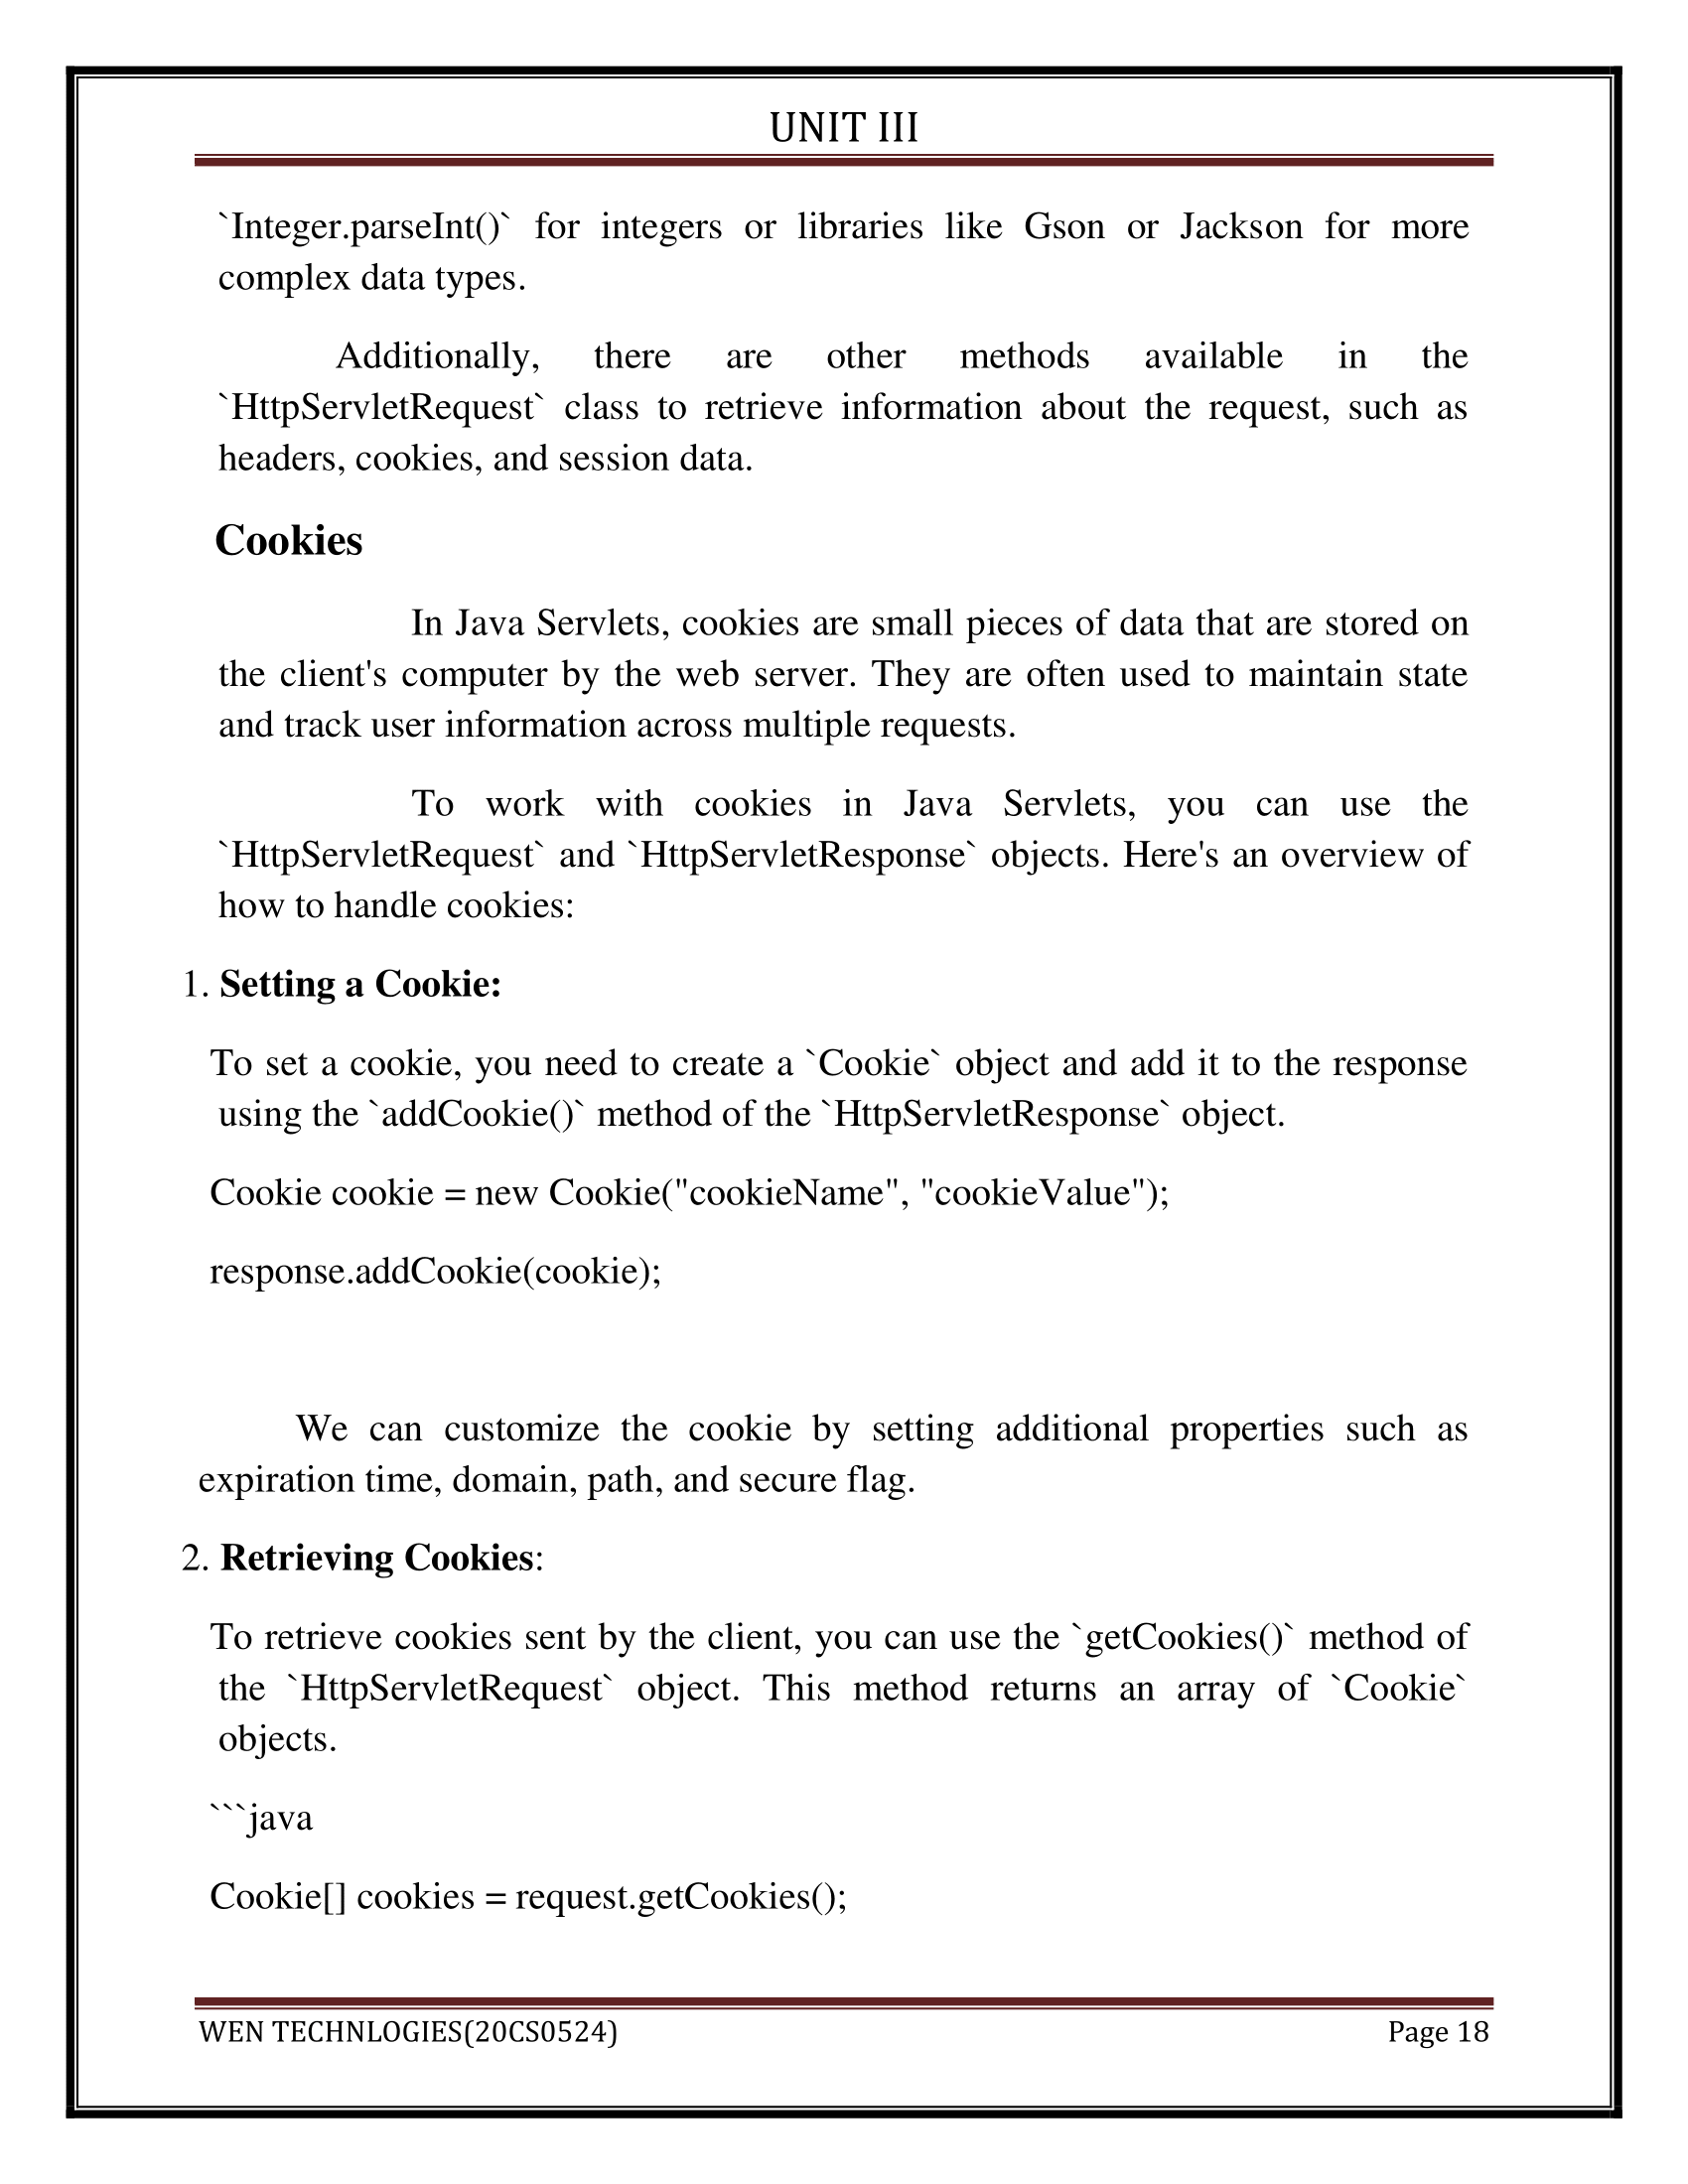 UNIT III
`Integer.parseInt()` for integers or libraries like Gson or Jackson for more
complex data types.
Additionally, there are other methods available in the
`HttpServletRequest` class to retrieve information about the request, such as
headers, cookies, and session data.
Cookies
In Java Servlets, cookies are small pieces of data that are stored on
the client's computer by the web server. They are often used to maintain state
and track user information across multiple requests.
To work with cookies in Java Servlets, you can use the
`HttpServletRequest` and `HttpServletResponse` objects. Here's an overview of
how to handle cookies:
1. Setting a Cookie:
To set a cookie, you need to create a `Cookie` object and add it to the response
using the `addCookie()` method of the `HttpServletResponse` object.
Cookie cookie = new Cookie("cookieName", "cookieValue");
response.addCookie(cookie);
We can customize the cookie by setting additional properties such as
expiration time, domain, path, and secure flag.
2. Retrieving Cookies:
To retrieve cookies sent by the client, you can use the `getCookies()` method of
the `HttpServletRequest` object. This method returns an array of `Cookie`
objects.
```java
Cookie[] cookies = request.getCookies();
WEN TECHNLOGIES(20CS0524) Page 18